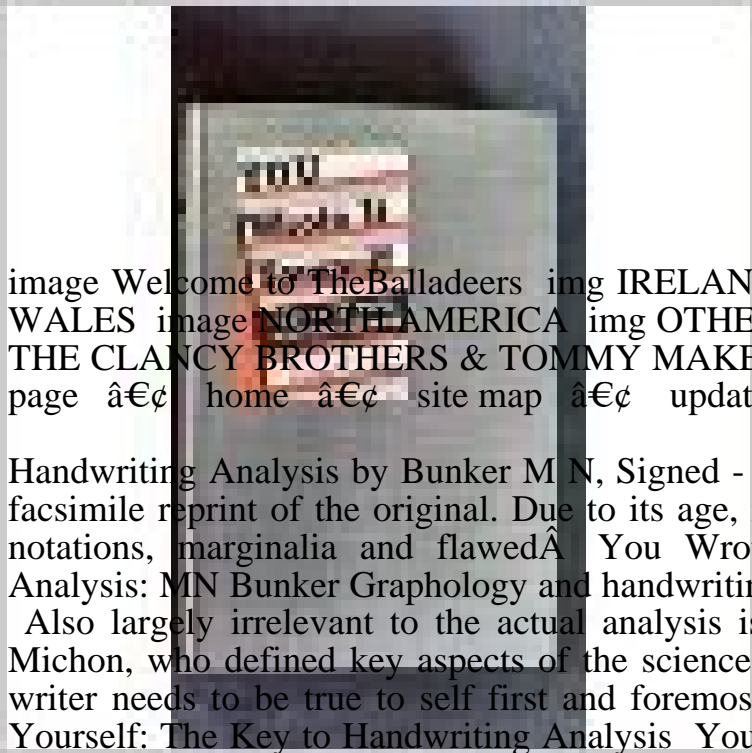 image Welcome to TheBalladeers img IRELAN
WALES image NORTH AMERICA img OTHE
THE CLANCY BROTHERS & TOMMY MAKE
page â€¢ home â€¢ site map â€¢ updat
Handwriting Analysis by Bunker M N, Signed -
facsimile reprint of the original. Due to its age,
notations, marginalia and flawedÂ You Wro
Analysis: MN Bunker Graphology and handwritin
Also largely irrelevant to the actual analysis is
Michon, who defined key aspects of the science
writer needs to be true to self first and foremos
Yourself: The Key to Handwriting Analysis You